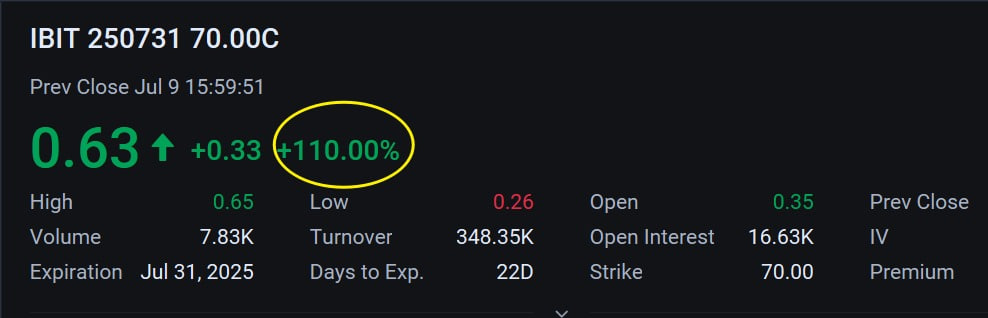 IBIT 250731 70.00C
Prev Close Jul 9 15:59:51
0.63 +0.33 +110.00%
High 0.65 Low 0.26 Open 0.35 Prev Close
Volume 7.83K Turnover 348.35K Open Interest 16.63K IV
Expiration Jul 31, 2025 Days to Exp. 22D Strike 70.00 Premium